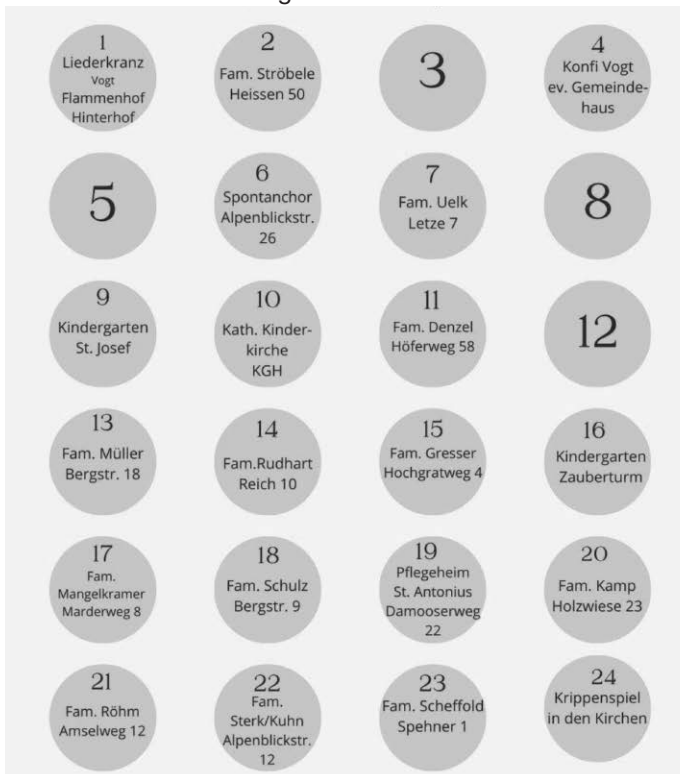 1
Liederkranz
Vogt
Flammenhof
Hinterhof
2
Fam. Ströbele
Heissen 50
3
4
Konfi Vogt
ev. Gemeinde-
haus
5
6
Spontanchor
Alpenblickstr.
26
7
Fam. Uelk
Letze 7
8
9
Kindergarten
St. Josef
10
Kath. Kinder-
kirche
KGH
11
Fam. Denzel
Höferweg 58
12
13
Fam. Müller
Bergstr. 18
14
Fam.Rudhart
Reich 10
15
Fam. Gresser
Hochgratweg 4
16
Kindergarten
Zauberturm
17
Fam.
Mangelkramer
Marderweg 8
18
Fam. Schulz
Bergstr. 9
19
Pflegeheim
St. Antonius
Damooserweg
22
20
Fam. Kamp
Holzwiese 23
21
Fam. Röhm
Amselweg 12
22
Fam.
Sterk/Kuhn
Alpenblickstr.
12
23
Fam. Scheffold
Spehner 1
24
Krippenspiel
in den Kirchen